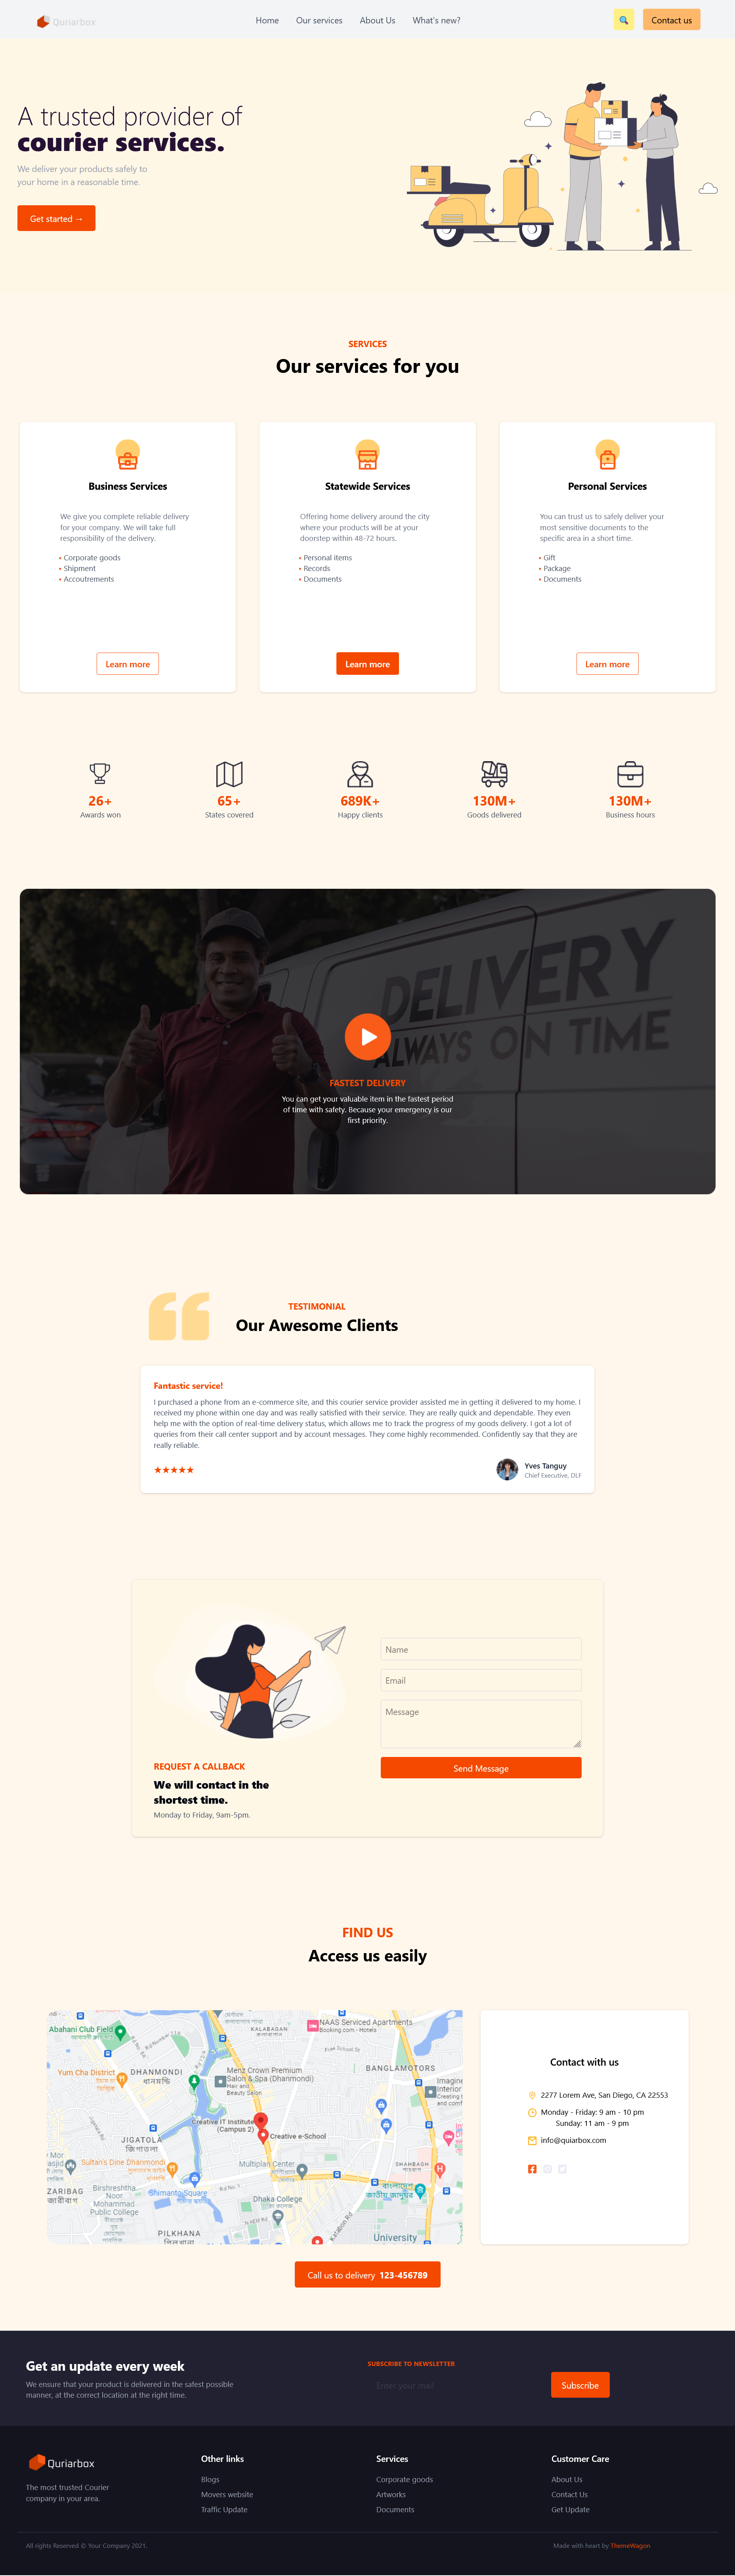 Quriarbox
Home
Our services
About Us
What's new?
Contact us
A trusted provider of
courier services.
We deliver your products safely to
your home in a reasonable time.
Get started →
SERVICES
Our services for you
Business Services
We give you complete reliable delivery
for your company. We will take full
responsibility of the delivery.
• Corporate goods
• Shipment
• Accoutrements
Learn more
Statewide Services
Offering home delivery around the city
where your products will be at your
doorstep within 48-72 hours.
• Personal items
• Records
• Documents
Learn more
Personal Services
You can trust us to safely deliver your
most sensitive documents to the
specific area in a short time.
• Gift
• Package
• Documents
Learn more
26+
Awards won
65+
States covered
689K+
Happy clients
130M+
Goods delivered
130M+
Business hours
DELIVERY
ALWAYS ON TIME
FASTEST DELIVERY
You can get your valuable item in the fastest period
of time with safety. Because your emergency is our
first priority.
TESTIMONIAL
Our Awesome Clients
Fantastic service!
I purchased a phone from an e-commerce site, and this courier service provider assisted me in getting it delivered to my home. I
received my phone within one day and was really satisfied with their service. They are really quick and dependable. They even
help me with the option of real-time delivery status, which allows me to track the progress of my goods delivery. I got a lot of
queries from their call center support and by account messages. They come highly recommended. Confidently say that they are
really reliable.
★★★★★
Yves Tanguy
Chief Executive, DLF
Name
Email
Message
Send Message
REQUEST A CALLBACK
We will contact in the
shortest time.
Monday to Friday, 9am-5pm.
FIND US
Access us easily
NAAS Serviced Apartments
Booking.com - Hotels
KALABAGAN
Abahani Club Field
Free School St
Yum Cha District
DHANMONDI
ধানমন্ডি
Menz Crown Premium
Salon & Spa (Dhanmondi)
Hair and
Beauty Salon
BANGLAMOTORS
Imagine
Interior
Creative IT Institute
(Campus 2)
Creative e-School
JIGATOLA
জিগাতলা
Sultan's Dine Dhanmondi
Multiplan Center
SHAHBAGH
শাহবাগ
ZARIBAG
Birshreshtha
Noor
Mohammad
Public College
Shimanto Square
Dhaka College
PILKHANA
Katabon Rd
University
Contact with us
2277 Lorem Ave, San Diego, CA 22553
Monday - Friday: 9 am - 10 pm
Sunday: 11 am - 9 pm
info@quiarbox.com
Call us to delivery 123-456789
Get an update every week
We ensure that your product is delivered in the safest possible
manner, at the correct location at the right time.
SUBSCRIBE TO NEWSLETTER
Enter your mail
Subscribe
Quriarbox
The most trusted Courier
company in your area.
Other links
Blogs
Movers website
Traffic Update
Services
Corporate goods
Artworks
Documents
Customer Care
About Us
Contact Us
Get Update
All rights Reserved © Your Company 2021.
Made with heart by ThemeWagon